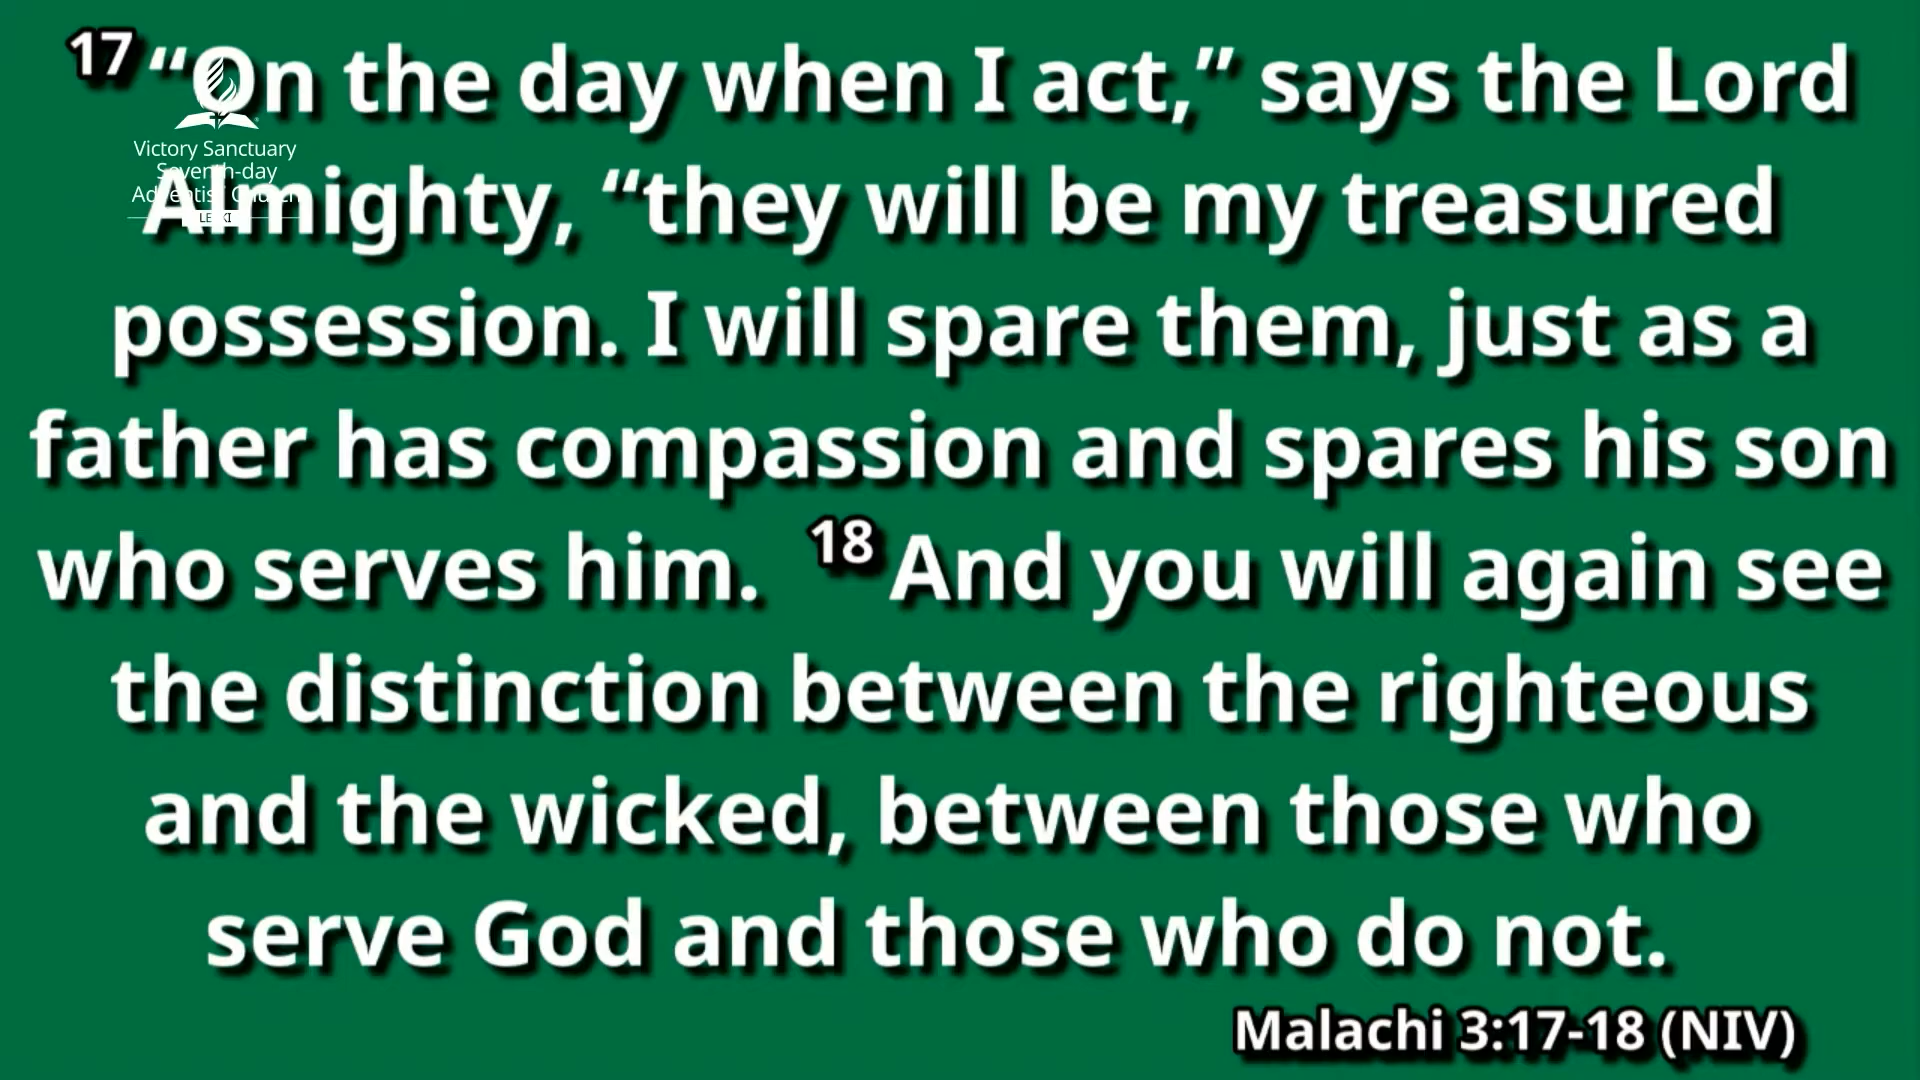 17 “On the day when I act,” says the Lord
Almighty, “they will be my treasured
possession. I will spare them, just as a
father has compassion and spares his son
who serves him. 18 And you will again see
the distinction between the righteous
and the wicked, between those who
serve God and those who do not.
Malachi 3:17-18 (NIV)
Victory Sanctuary
Seventh-day
Adventist Church